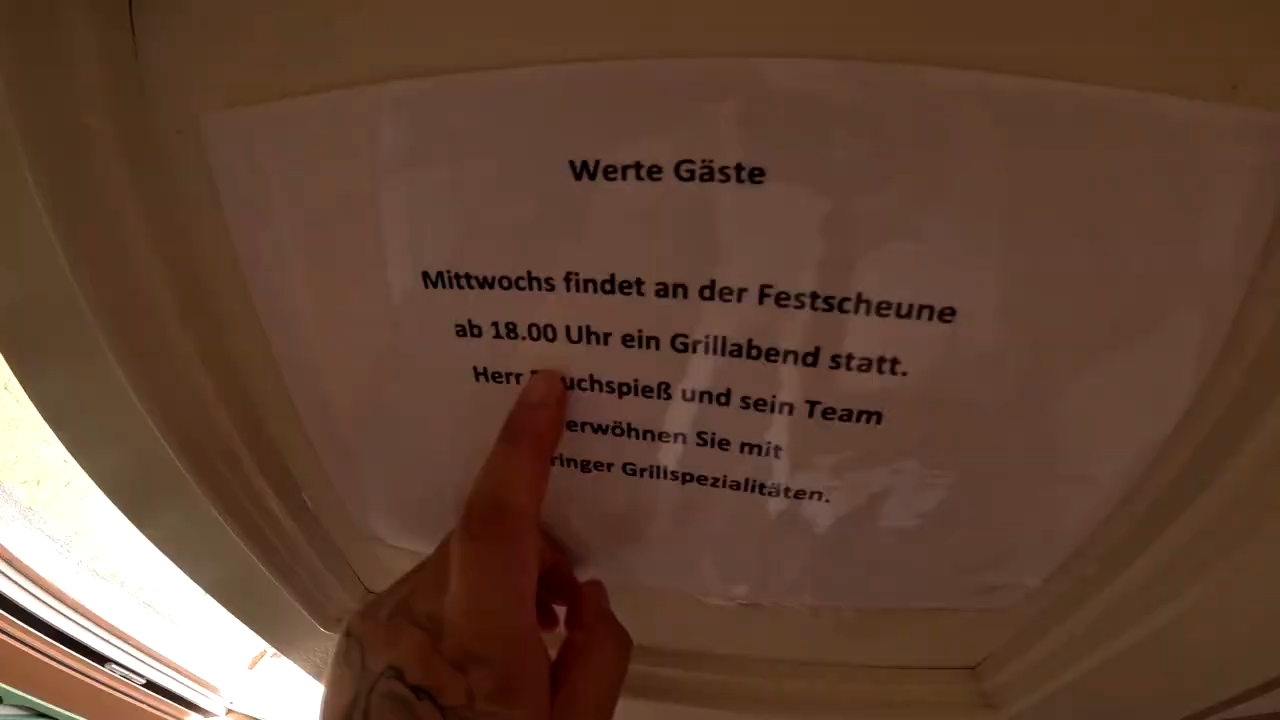 Werte Gäste
Mittwochs findet an der Festscheune
ab 18.00 Uhr ein Grillabend statt.
Herr und sein Team
Sie mit
Grillspezialitäten.